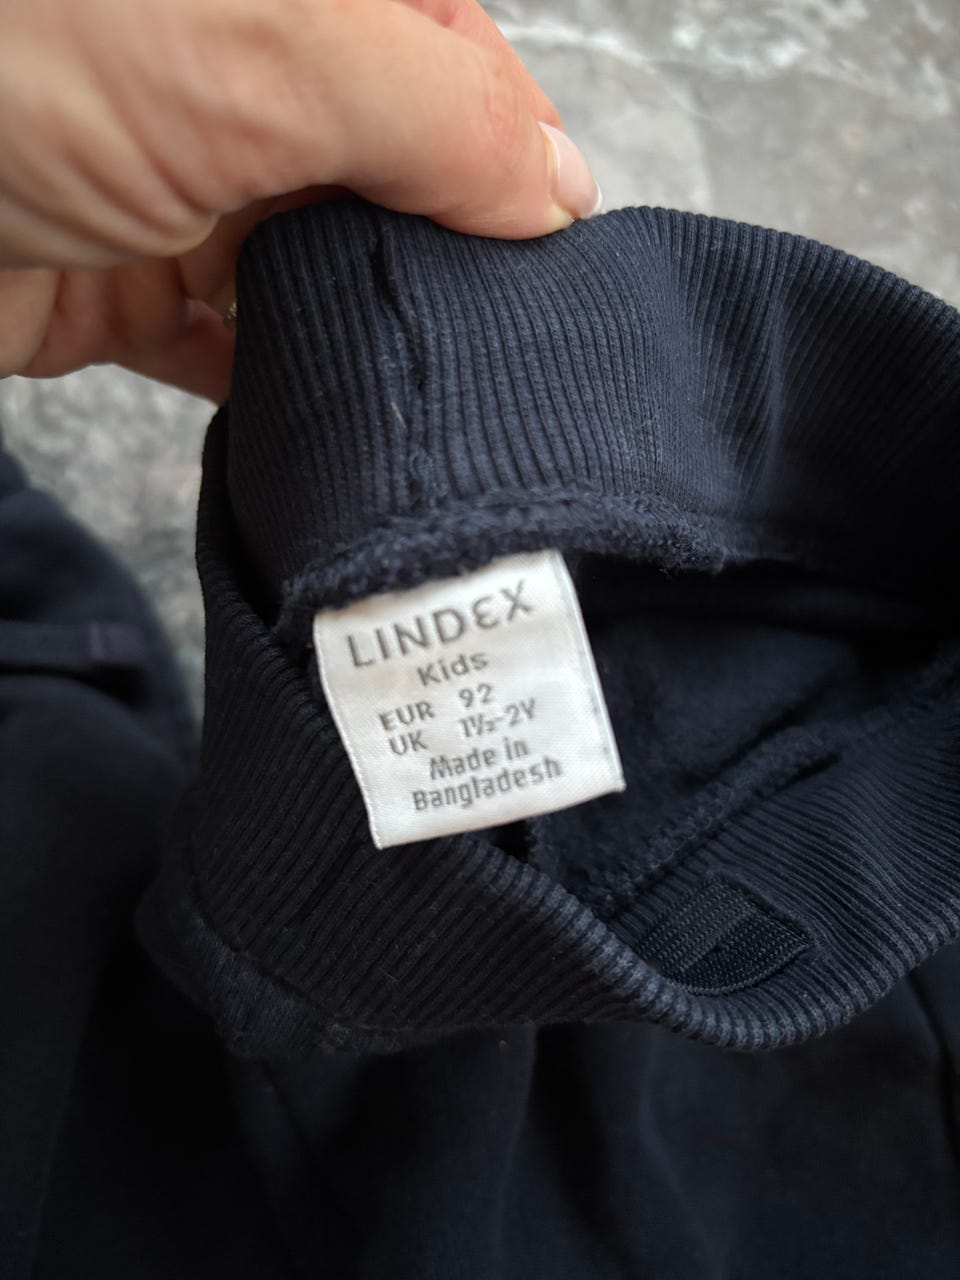 LINDEX
Kids
EUR 92
UK 1½-2Y
Made in
Bangladesh